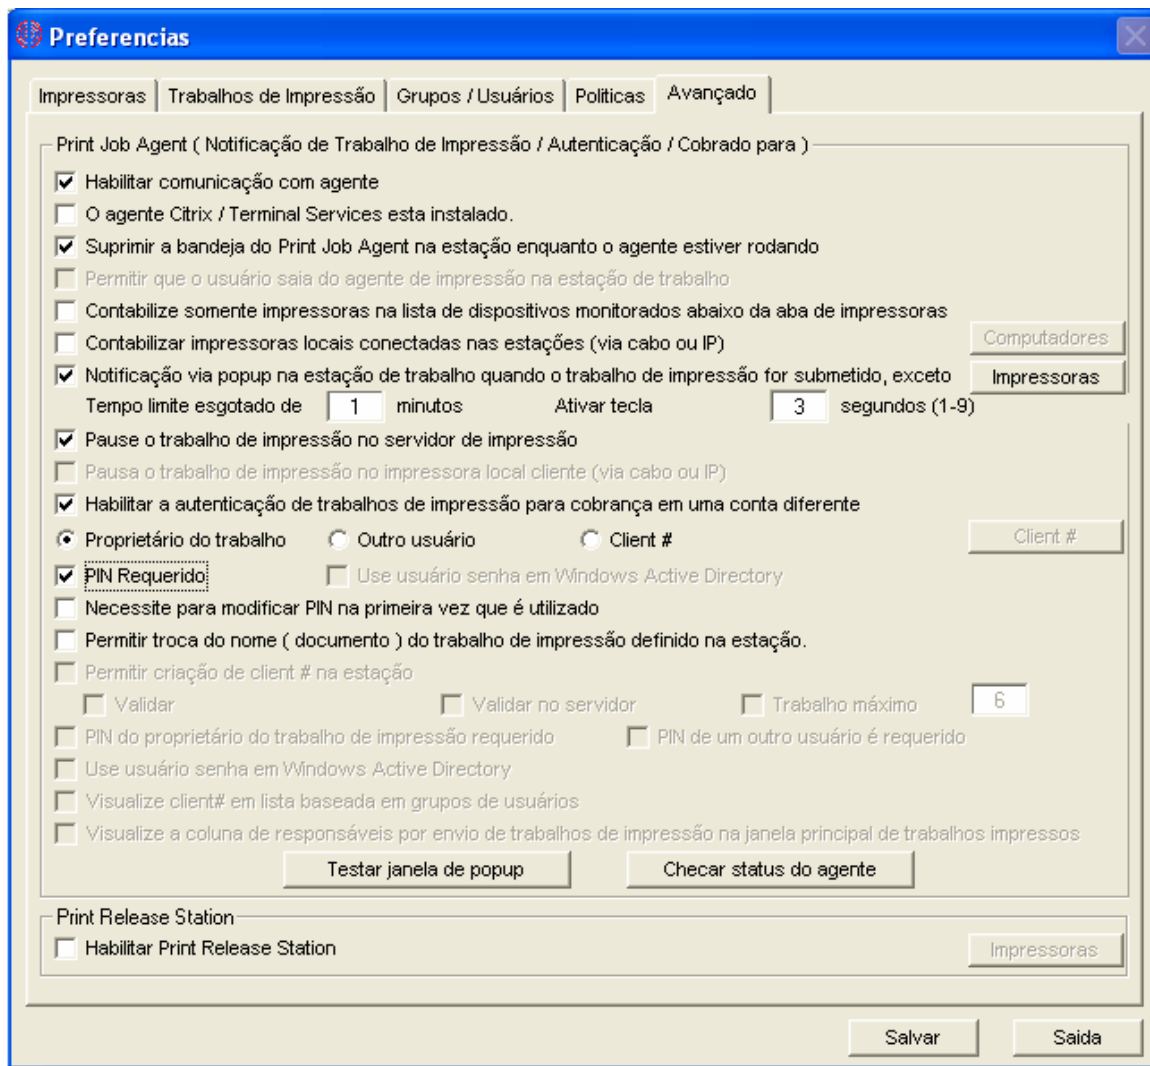 Preferencias
Impressoras Trabalhos de Impressão Grupos / Usuários Politicas Avançado
Print Job Agent ( Notificação de Trabalho de Impressão / Autenticação / Cobrado para )
Habilitar comunicação com agente
O agente Citrix / Terminal Services esta instalado.
Suprimir a bandeja do Print Job Agent na estação enquanto o agente estiver rodando
Permitir que o usuário saia do agente de impressão na estação de trabalho
Contabilize somente impressoras na lista de dispositivos monitorados abaixo da aba de impressoras
Contabilizar impressoras locais conectadas nas estações (via cabo ou IP) Computadores
Notificação via popup na estação de trabalho quando o trabalho de impressão for submetido, exceto Impressoras
Tempo limite esgotado de 1 minutos Ativar tecla 3 segundos (1-9)
Pause o trabalho de impressão no servidor de impressão
Pausa o trabalho de impressão no impressora local cliente (via cabo ou IP)
Habilitar a autenticação de trabalhos de impressão para cobrança em uma conta diferente
Proprietário do trabalho Outro usuário Client # Client #
PIN Requerido Use usuário senha em Windows Active Directory
Necessite para modificar PIN na primeira vez que é utilizado
Permitir troca do nome ( documento ) do trabalho de impressão definido na estação.
Permitir criação de client # na estação
Validar Validar no servidor Trabalho máximo 6
PIN do proprietário do trabalho de impressão requerido PIN de um outro usuário é requerido
Use usuário senha em Windows Active Directory
Visualize client# em lista baseada em grupos de usuários
Visualize a coluna de responsáveis por envio de trabalhos de impressão na janela principal de trabalhos impressos
Testar janela de popup Checar status do agente
Print Release Station
Habilitar Print Release Station Impressoras
Salvar Saida